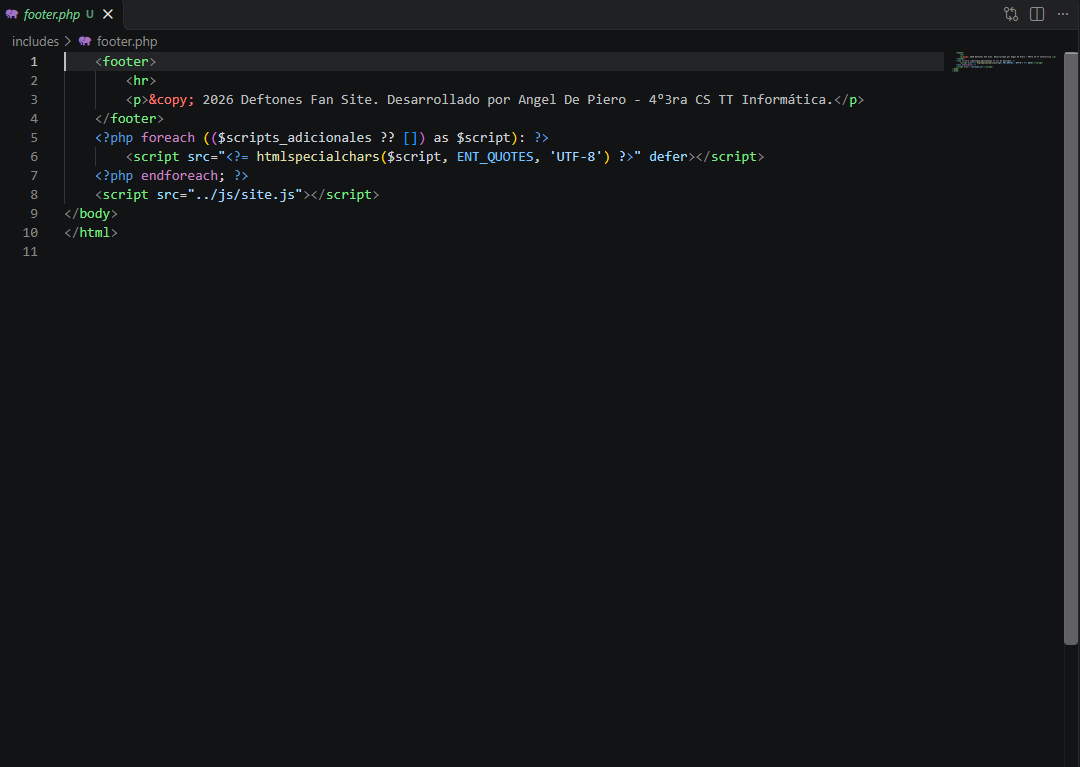 footer.php U
includes > footer.php
1 <footer>
2 <hr>
3 <p>&copy; 2026 Deftones Fan Site. Desarrollado por Angel De Piero - 4º3ra CS TT Informática.</p>
4 </footer>
5 <?php foreach (($scripts_adicionales ?? []) as $script): ?>
6 <script src="<?= htmlspecialchars($script, ENT_QUOTES, 'UTF-8') ?>" defer></script>
7 <?php endforeach; ?>
8 <script src="../js/site.js"></script>
9 </body>
10 </html>
11